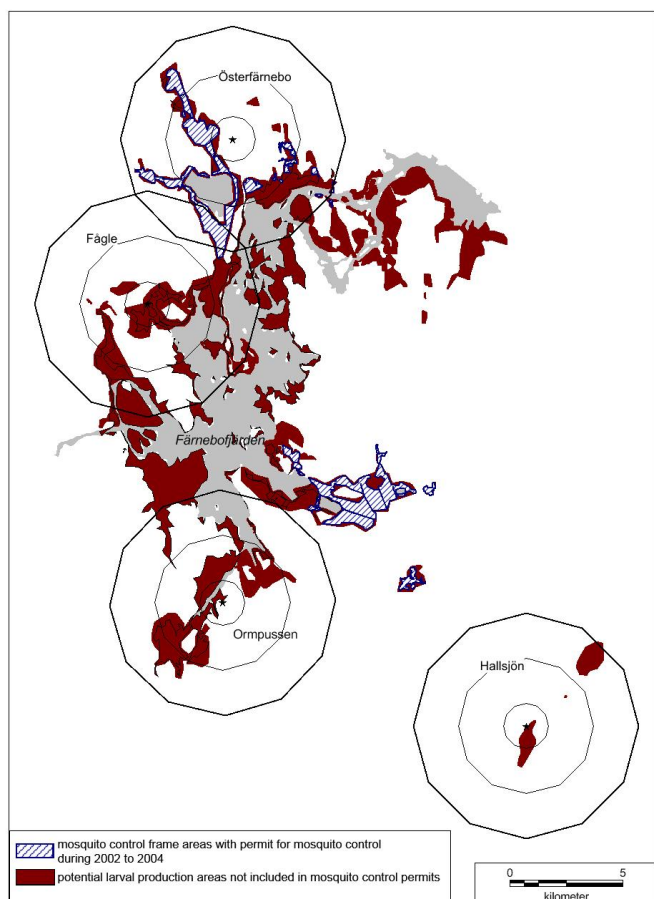 Österfärnebo
Fågle
Färnebofjärden
Ormpussen
Hallsjön
mosquito control frame areas with permit for mosquito control
during 2002 to 2004
potential larval production areas not included in mosquito control permits
0 5
kilometer